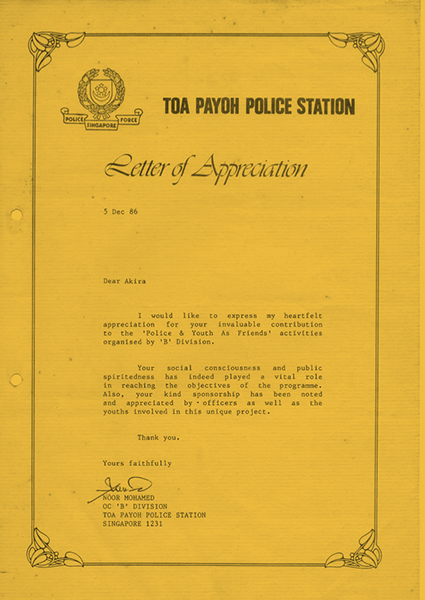 POLICE FORCE
SINGAPORE
TOA PAYOH POLICE STATION
Letter of Appreciation
5 Dec 86
Dear Akira
I would like to express my heartfelt
appreciation for your invaluable contribution
to the 'Police & Youth As Friends' activities
organised by 'B' Division.
Your social consciousness and public
spiritedness has indeed played a vital role
in reaching the objectives of the programme.
Also, your kind sponsorship has been noted
and appreciated by officers as well as the
youths involved in this unique project.
Thank you.
Yours faithfully
NOOR MOHAMED
OC 'B' DIVISION
TOA PAYOH POLICE STATION
SINGAPORE 1231